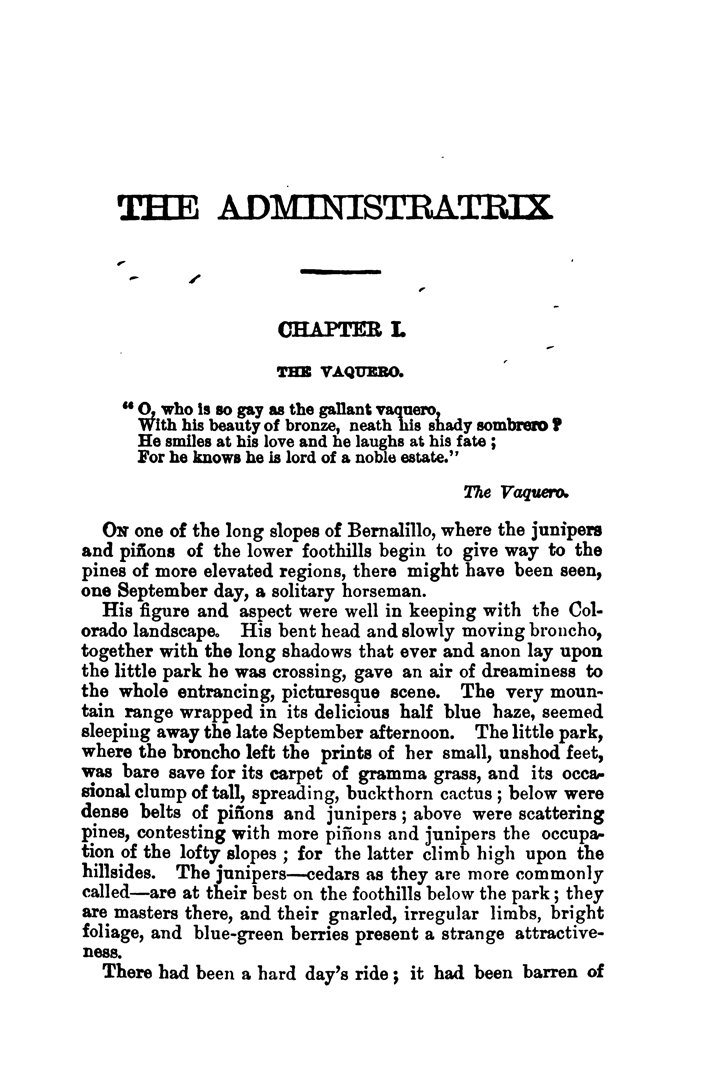 THE ADMINISTRATRIX
CHAPTER I.
THE VAQUERO.
“ O, who is so gay as the gallant vaquero,
With his beauty of bronze, neath his shady sombrero ?
He smiles at his love and he laughs at his fate ;
For he knows he is lord of a noble estate.”
The Vaquero.
ON one of the long slopes of Bernalillo, where the junipers
and piñons of the lower foothills begin to give way to the
pines of more elevated regions, there might have been seen,
one September day, a solitary horseman.
His figure and aspect were well in keeping with the Col-
orado landscape. His bent head and slowly moving broncho,
together with the long shadows that ever and anon lay upon
the little park he was crossing, gave an air of dreaminess to
the whole entrancing, picturesque scene. The very moun-
tain range wrapped in its delicious half blue haze, seemed
sleeping away the late September afternoon. The little park,
where the broncho left the prints of her small, unshod feet,
was bare save for its carpet of gramma grass, and its occa-
sional clump of tall, spreading, buckthorn cactus ; below were
dense belts of piñons and junipers ; above were scattering
pines, contesting with more piñons and junipers the occupa-
tion of the lofty slopes ; for the latter climb high upon the
hillsides. The junipers—cedars as they are more commonly
called—are at their best on the foothills below the park ; they
are masters there, and their gnarled, irregular limbs, bright
foliage, and blue-green berries present a strange attractive-
ness.
There had been a hard day's ride ; it had been barren of